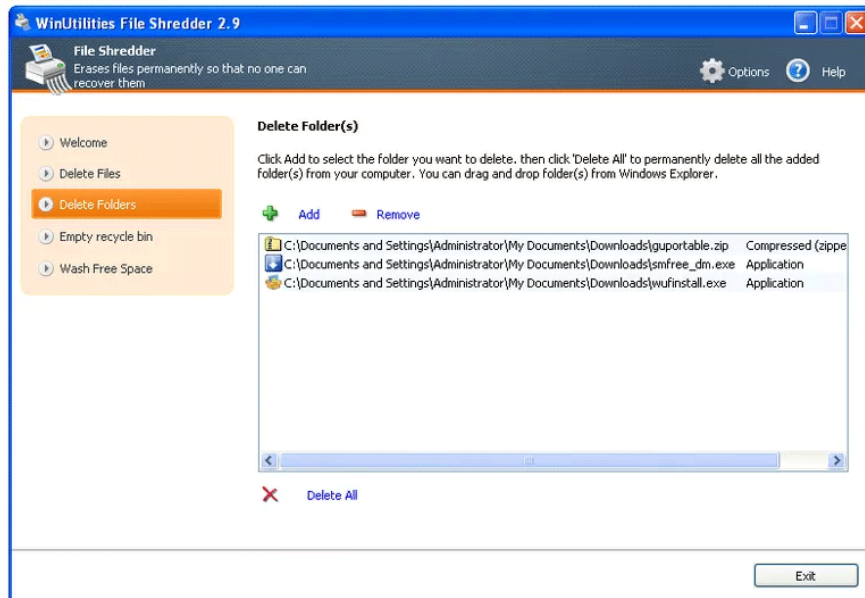 WinUtilities File Shredder 2.9
File Shredder
Erases files permanently so that no one can
recover them
Options
Help
Welcome
Delete Files
Delete Folders
Empty recycle bin
Wash Free Space
Delete Folder(s)
Click Add to select the folder you want to delete. then click 'Delete All' to permanently delete all the added
folder(s) from your computer. You can drag and drop folder(s) from Windows Explorer.
Add Remove
C:\Documents and Settings\Administrator\My Documents\Downloads\guportable.zip Compressed (zippe
C:\Documents and Settings\Administrator\My Documents\Downloads\smfree_dm.exe Application
C:\Documents and Settings\Administrator\My Documents\Downloads\wufinstall.exe Application
Delete All
Exit